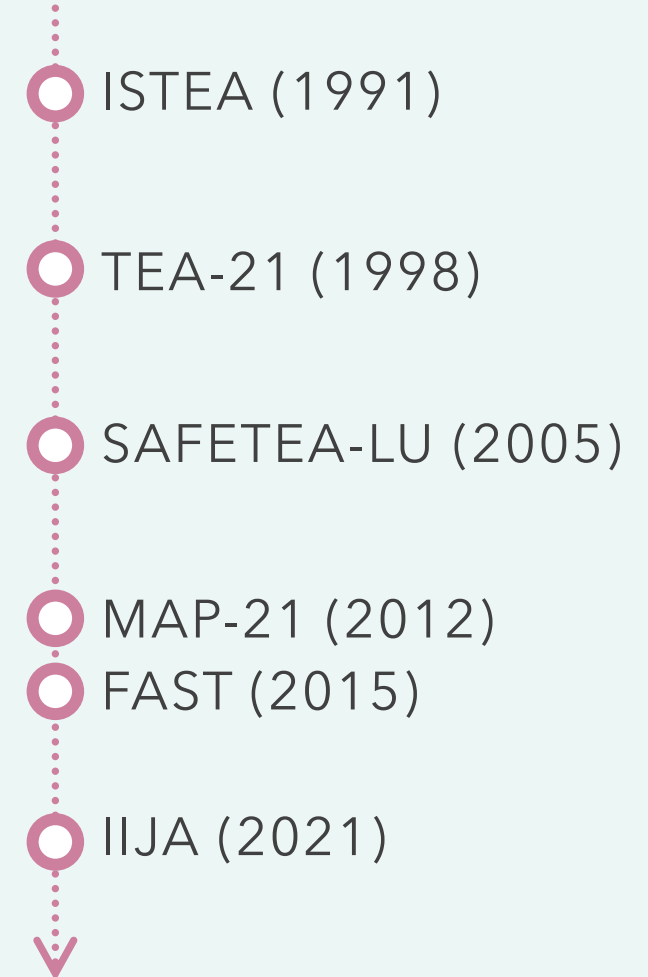 ISTEA (1991)
TEA-21 (1998)
SAFETEA-LU (2005)
MAP-21 (2012)
FAST (2015)
IIJA (2021)